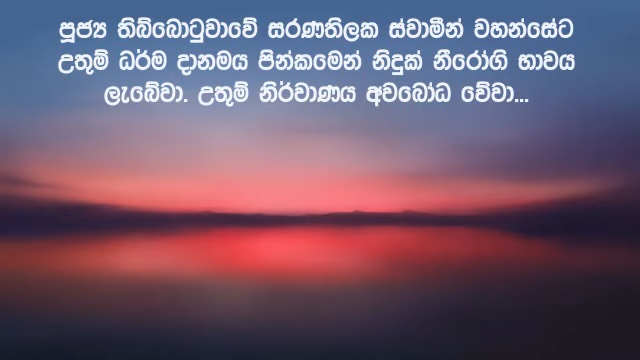 පූජ්‍ය තිබ්බොටුවාවේ සරණතිලක ස්වාමීන් වහන්සේට
උතුම් ධර්ම දානමය පින්කමෙන් නිදුක් නීරෝගි භාවය
ලැබේවා. උතුම් නිර්වාණය අවබෝධ වේවා...